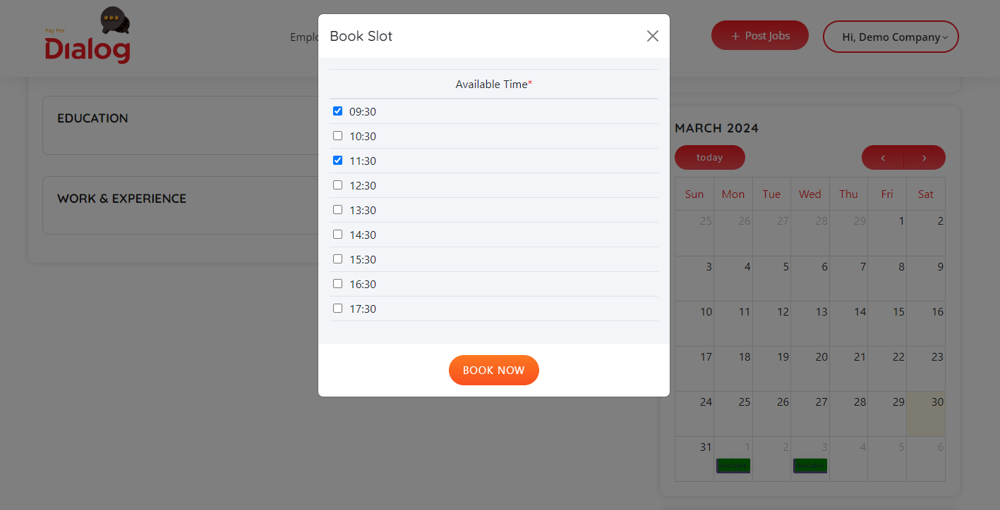 Pay Per
Dialog
Emplo
+ Post Jobs
Hi, Demo Company
Book Slot
Available Time*
09:30
10:30
11:30
12:30
13:30
14:30
15:30
16:30
17:30
BOOK NOW
EDUCATION
WORK & EXPERIENCE
MARCH 2024
today
Sun Mon Tue Wed Thu Fri Sat
25 26 27 28 29 1 2
3 4 5 6 7 8 9
10 11 12 13 14 15 16
17 18 19 20 21 22 23
24 25 26 27 28 29 30
31 1 2 3 4 5 6
Available Available